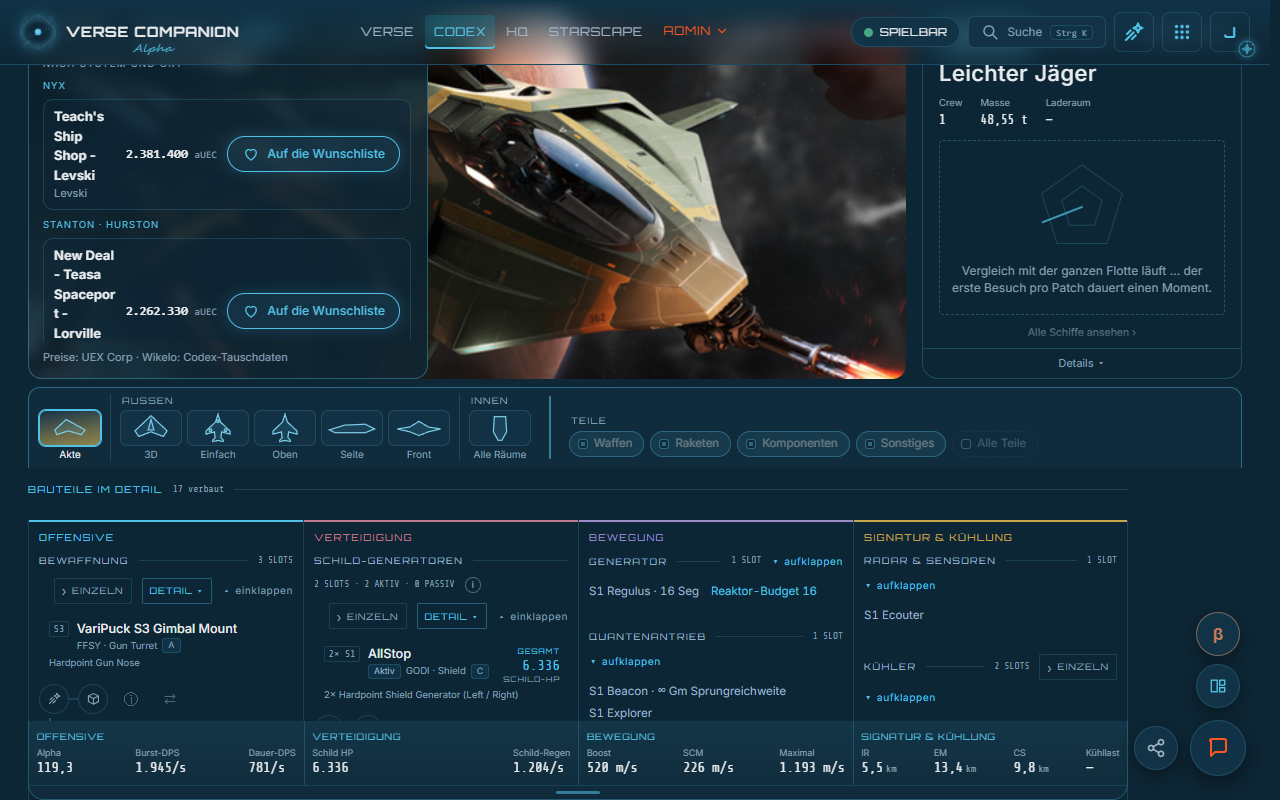 VERSE COMPANION
Alpha
VERSE
CODEX
HQ
STARSCAPE
ADMIN
SPIELBAR
Suche
Strg K
NYX
Teach's
Ship
Shop -
Levski
Levski
2.381.400 aUEC
Auf die Wunschliste
STANTON · HURSTON
New Deal
- Teasa
Spacepor
t -
Lorville
2.262.330 aUEC
Auf die Wunschliste
Preise: UEX Corp · Wikelo: Codex-Tauschdaten
362
Leichter Jäger
Crew
1
Masse
48,55 t
Laderaum
—
Vergleich mit der ganzen Flotte läuft … der
erste Besuch pro Patch dauert einen Moment.
Alle Schiffe ansehen ›
Details
Akte
AUSSEN
3D
Einfach
Oben
Seite
Front
INNEN
Alle Räume
TEILE
Waffen
Raketen
Komponenten
Sonstiges
Alle Teile
BAUTEILE IM DETAIL 17 verbaut
OFFENSIVE
BEWAFFNUNG 3 SLOTS
› EINZELN
DETAIL
einklappen
S3 VariPuck S3 Gimbal Mount
FFSY · Gun Turret A
Hardpoint Gun Nose
VERTEIDIGUNG
SCHILD-GENERATOREN
2 SLOTS · 2 AKTIV · 0 PASSIV
› EINZELN
DETAIL
einklappen
2× S1 AllStop
Aktiv GODI · Shield C
GESAMT
6.336
SCHILD-HP
2× Hardpoint Shield Generator (Left / Right)
BEWEGUNG
GENERATOR 1 SLOT aufklappen
S1 Regulus · 16 Seg Reaktor-Budget 16
QUANTENANTRIEB 1 SLOT
aufklappen
S1 Beacon · ∞ Gm Sprungreichweite
S1 Explorer
SIGNATUR & KÜHLUNG
RADAR & SENSOREN 1 SLOT
aufklappen
S1 Ecouter
KÜHLER 2 SLOTS › EINZELN
aufklappen
OFFENSIVE
Alpha
119,3
Burst-DPS
1.945/s
Dauer-DPS
781/s
VERTEIDIGUNG
Schild HP
6.336
Schild-Regen
1.204/s
BEWEGUNG
Boost
520 m/s
SCM
226 m/s
Maximal
1.193 m/s
SIGNATUR & KÜHLUNG
IR
5,5 km
EM
13,4 km
CS
9,8 km
Kühllast
—
β